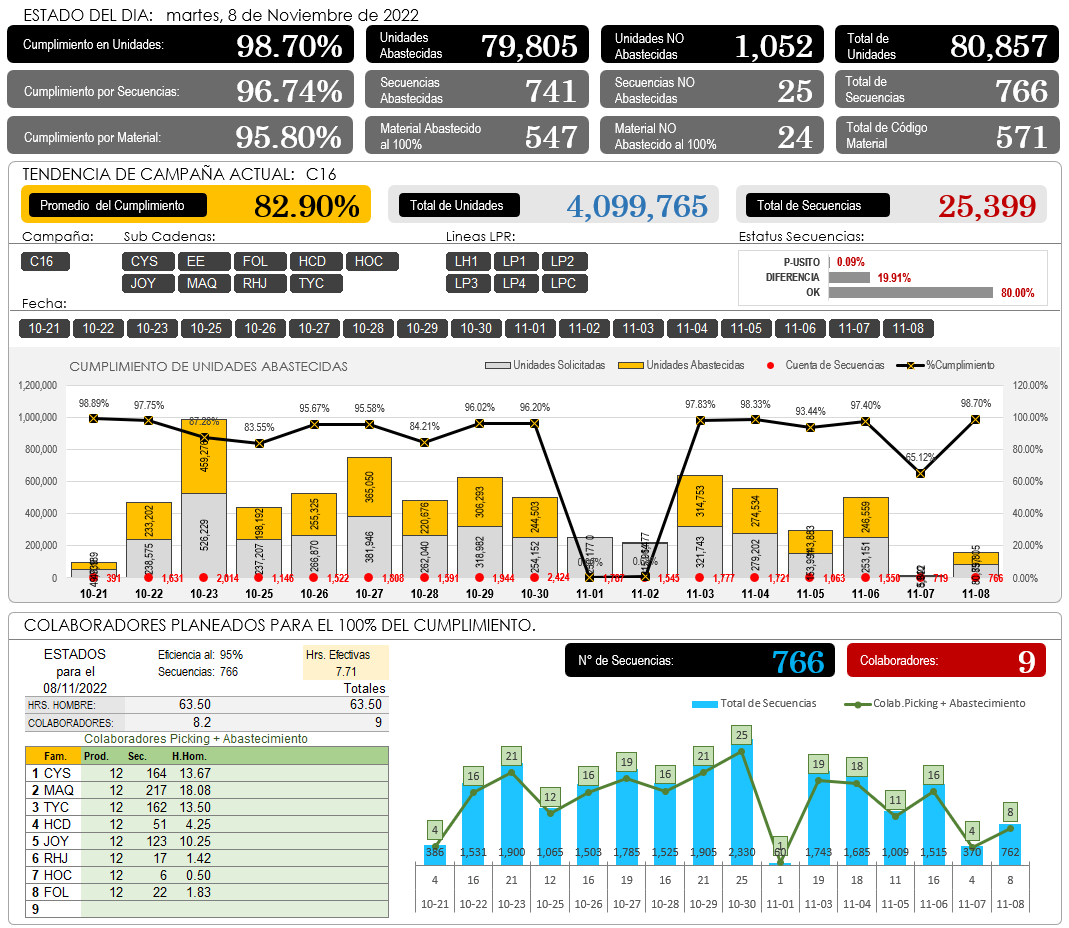 ESTADO DEL DIA: martes, 8 de Noviembre de 2022
Cumplimiento en Unidades: 98.70%
Unidades Abastecidas 79,805
Unidades NO Abastecidas 1,052
Total de Unidades 80,857
Cumplimiento por Secuencias: 96.74%
Secuencias Abastecidas 741
Secuencias NO Abastecidas 25
Total de Secuencias 766
Cumplimiento por Material: 95.80%
Material Abastecido al 100% 547
Material NO Abastecido al 100% 24
Total de Código Material 571
TENDENCIA DE CAMPAÑA ACTUAL: C16
Promedio del Cumplimiento 82.90%
Total de Unidades 4,099,765
Total de Secuencias 25,399
Campaña: Sub Cadenas: Lineas LPR: Estatus Secuencias:
C16
CYS EE FOL HCD HOC
JOY MAQ RHJ TYC
LH1 LP1 LP2
LP3 LP4 LPC
P-USITO 0.09%
DIFERENCIA 19.91%
OK 80.00%
Fecha:
10-21 10-22 10-23 10-25 10-26 10-27 10-28 10-29 10-30 11-01 11-02 11-03 11-04 11-05 11-06 11-07 11-08
CUMPLIMIENTO DE UNIDADES ABASTECIDAS
Unidades Solicitadas Unidades Abastecidas Cuenta de Secuencias %Cumplimiento
1,200,000
1,000,000
800,000
600,000
400,000
200,000
0
120.00%
100.00%
80.00%
60.00%
40.00%
20.00%
0.00%
98.89% 97.75% 87.28% 83.55% 95.67% 95.58% 84.21% 96.02% 96.20% 97.83% 98.33% 93.44% 97.40% 65.12% 98.70%
233,202 459,276 198,192 255,325 365,050 220,676 306,293 244,503 314,753 274,534 143,883 246,559
238,575 526,229 237,207 266,870 381,946 262,040 318,982 254,152 321,743 279,202 253,151
391 1,631 2,014 1,146 1,522 1,808 1,591 1,944 2,424 1,545 1,777 1,721 1,063 1,550 719 766
10-21 10-22 10-23 10-25 10-26 10-27 10-28 10-29 10-30 11-01 11-02 11-03 11-04 11-05 11-06 11-07 11-08
COLABORADORES PLANEADOS PARA EL 100% DEL CUMPLIMIENTO.
ESTADOS
para el
08/11/2022
Eficiencia al: 95%
Secuencias: 766
Hrs. Efectivas
7.71
Totales
HRS. HOMBRE: 63.50 63.50
COLABORADORES: 8.2 9
Colaboradores Picking + Abastecimiento
Fam. Prod. Sec. H.Hom.
1 CYS 12 164 13.67
2 MAQ 12 217 18.08
3 TYC 12 162 13.50
4 HCD 12 51 4.25
5 JOY 12 123 10.25
6 RHJ 12 17 1.42
7 HOC 12 6 0.50
8 FOL 12 22 1.83
9
N° de Secuencias: 766
Colaboradores: 9
Total de Secuencias Colab.Picking + Abastecimiento
4 16 21 12 16 19 16 21 25 1 19 18 11 16 4 8
386 1,531 1,900 1,065 1,503 1,785 1,525 1,905 2,330 60 1,743 1,685 1,009 1,515 370 762
4 16 21 12 16 19 16 21 25 1 19 18 11 16 4 8
10-21 10-22 10-23 10-25 10-26 10-27 10-28 10-29 10-30 11-01 11-03 11-04 11-05 11-06 11-07 11-08